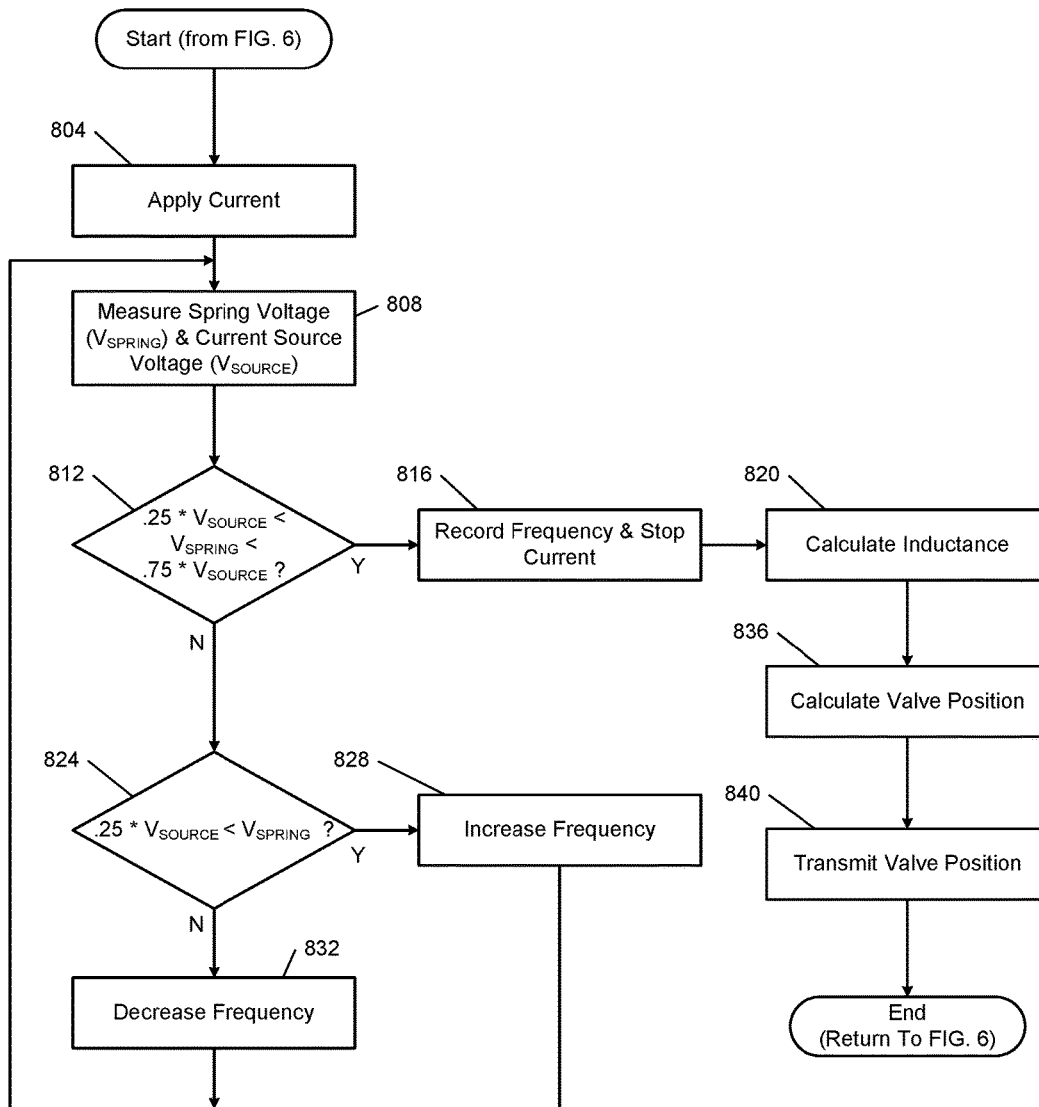 Start (from FIG. 6)
804
Apply Current
Measure Spring Voltage
(VSPRING) & Current Source
Voltage (VSOURCE)
808
812
.25 * VSOURCE <
VSPRING <
.75 * VSOURCE ?
Y
N
816
Record Frequency & Stop
Current
820
Calculate Inductance
836
Calculate Valve Position
824
.25 * VSOURCE < VSPRING ?
Y
N
828
Increase Frequency
840
Transmit Valve Position
832
Decrease Frequency
End
(Return To FIG. 6)